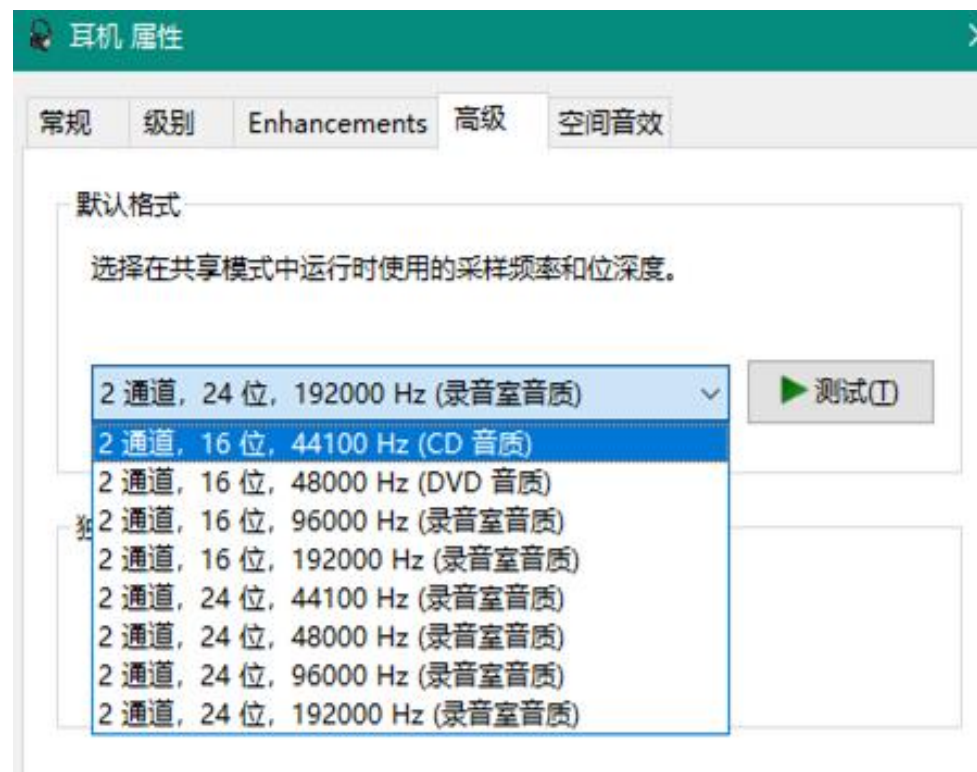 耳机 属性
常规 级别 Enhancements 高级 空间音效
默认格式
选择在共享模式中运行时使用的采样频率和位深度。
2 通道，24 位，192000 Hz (录音室音质)
测试(T)
2 通道，16 位，44100 Hz (CD 音质)
2 通道，16 位，48000 Hz (DVD 音质)
2 通道，16 位，96000 Hz (录音室音质)
2 通道，16 位，192000 Hz (录音室音质)
2 通道，24 位，44100 Hz (录音室音质)
2 通道，24 位，48000 Hz (录音室音质)
2 通道，24 位，96000 Hz (录音室音质)
2 通道，24 位，192000 Hz (录音室音质)